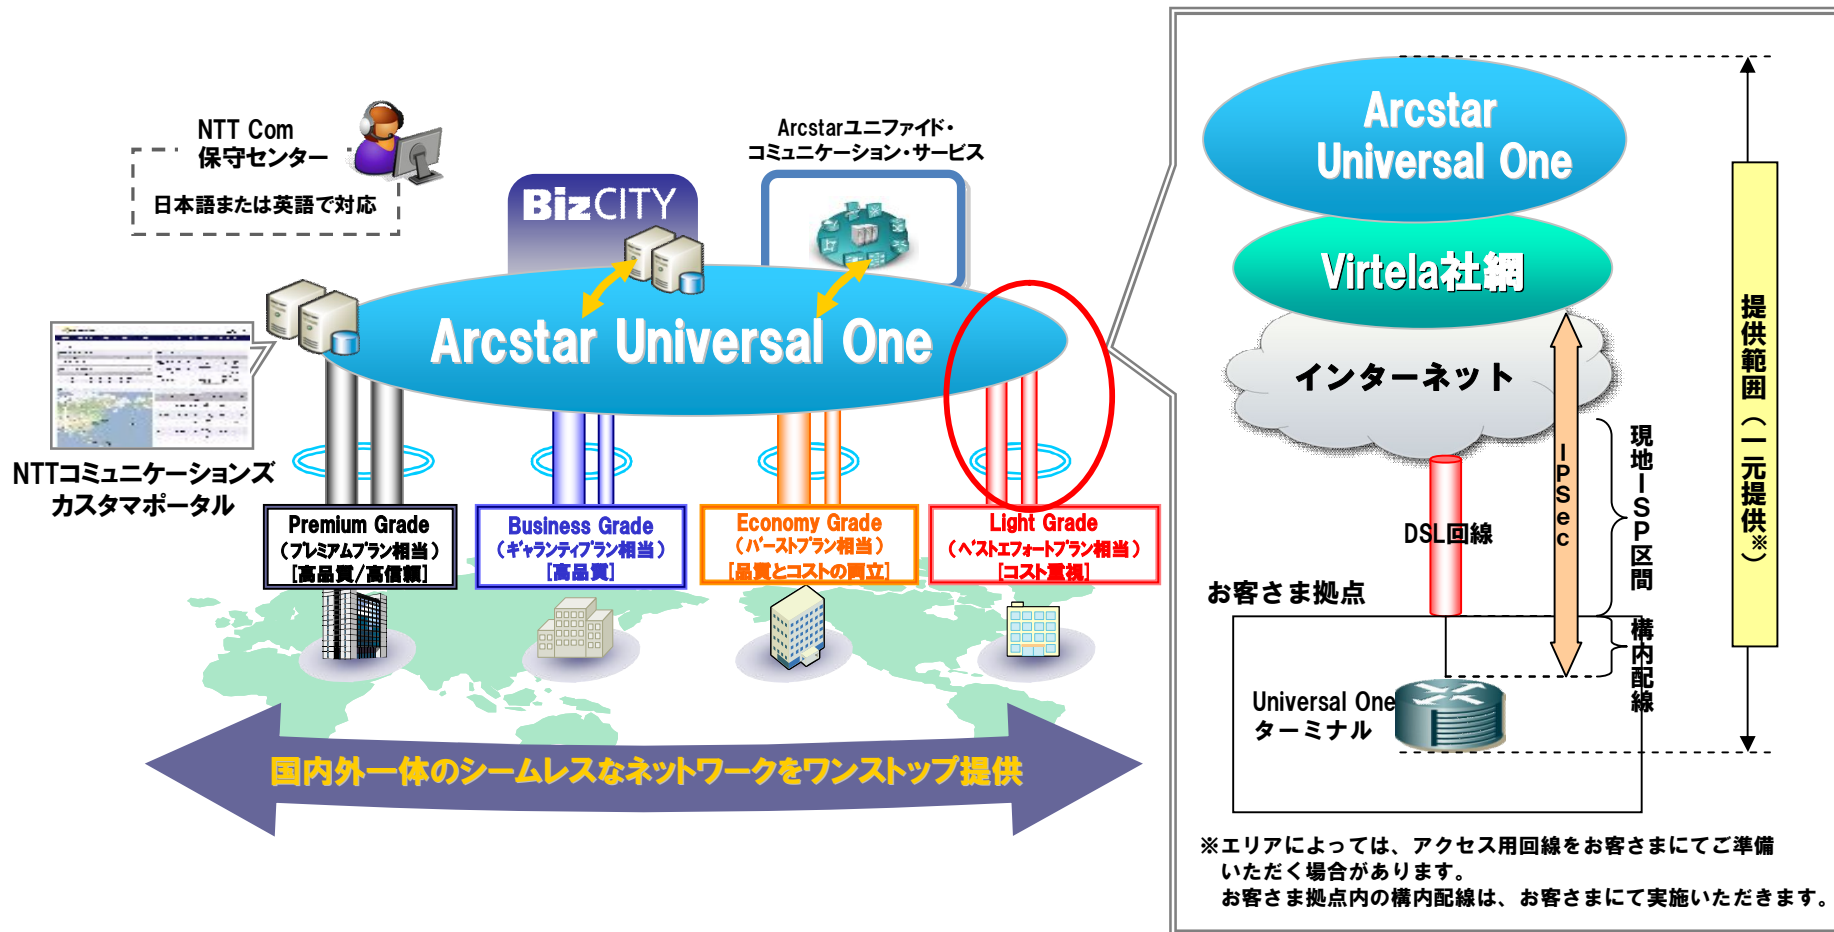 NTT Com
保守センター
日本語または英語で対応
Arcstarユニファイド・
コミュニケーション・サービス
BizCITY
Arcstar Universal One
NTTコミュニケーションズ
カスタマポータル
Premium Grade
(プレミアムプラン相当)
[高品質/高信頼]
Business Grade
(ギャランティプラン相当)
[高品質]
Economy Grade
(バーストプラン相当)
[品質とコストの両立]
Light Grade
(ベストエフォートプラン相当)
[コスト重視]
国内外一体のシームレスなネットワークをワンストップ提供
Arcstar
Universal One
Virtela社網
インターネット
IPSec
DSL回線
現地ISP区間
構内配線
提供範囲(一元提供※)
お客さま拠点
Universal One
ターミナル
※エリアによっては、アクセス用回線をお客さまにてご準備
いただく場合があります。
お客さま拠点内の構内配線は、お客さまにて実施いただきます。